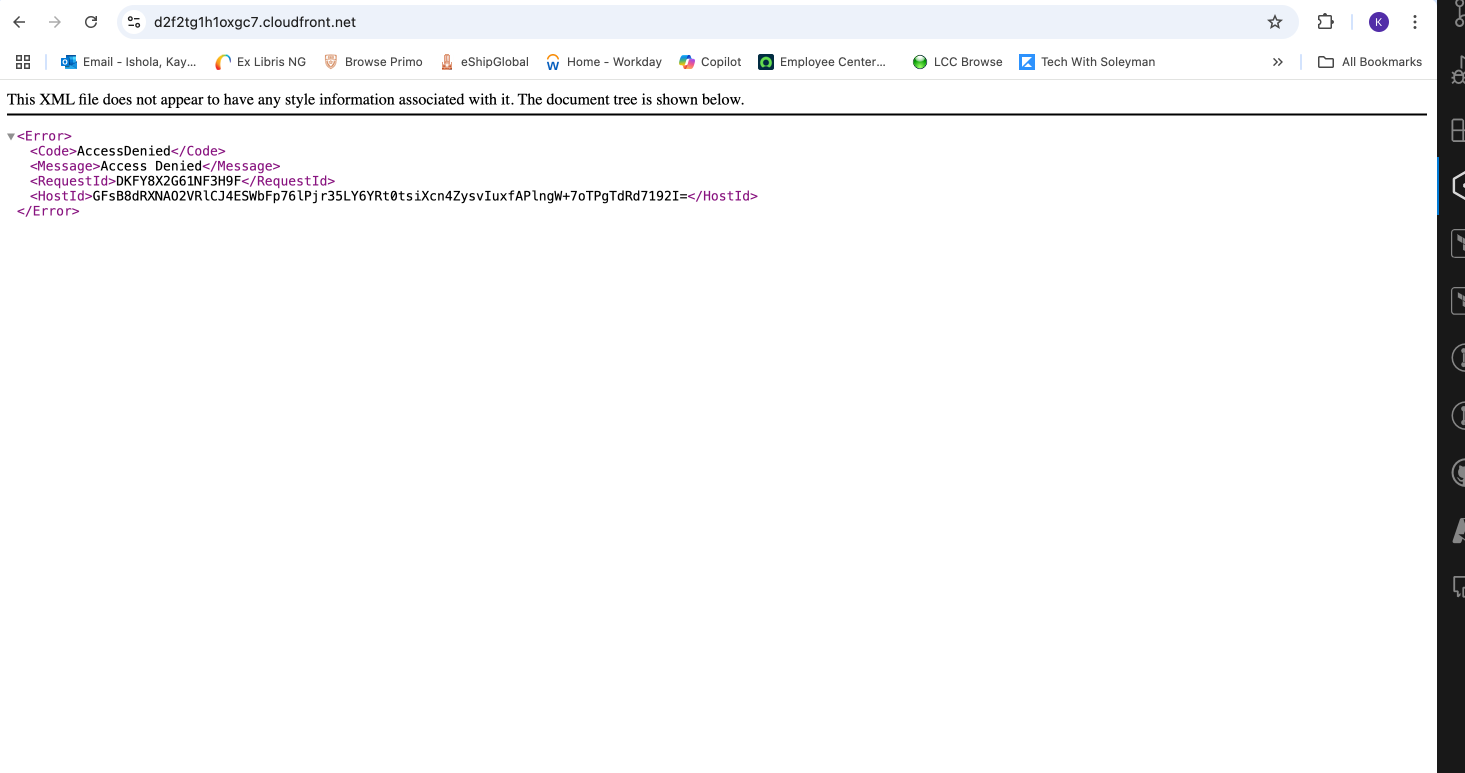 d2f2tg1h1oxgc7.cloudfront.net
K
Email - Ishola, Kay...
Ex Libris NG
Browse Primo
eShipGlobal
Home - Workday
Copilot
Employee Center...
LCC Browse
Tech With Soleyman
»
All Bookmarks
This XML file does not appear to have any style information associated with it. The document tree is shown below.
<Error>
<Code>AccessDenied</Code>
<Message>Access Denied</Message>
<RequestId>DKFY8X2G61NF3H9F</RequestId>
<HostId>GFsB8dRXNAO2VRlCJ4ESWbFp76lPjr35LY6YRt0tsiXcn4ZysvIuxfAPlngW+7oTPgTdRd7192I=</HostId>
</Error>